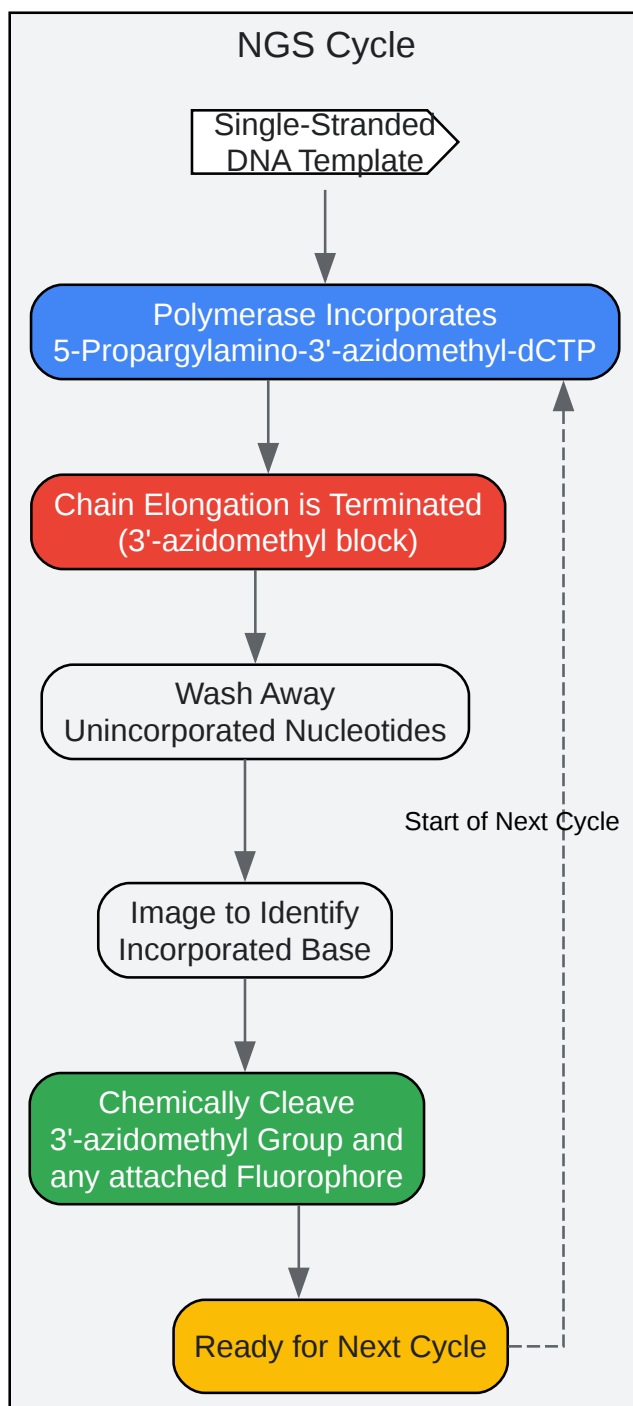 NGS Cycle
Single-Stranded
DNA Template
Polymerase Incorporates
5-Propargylamino-3'-azidomethyl-dCTP
Chain Elongation is Terminated
(3'-azidomethyl block)
Wash Away
Unincorporated Nucleotides
Start of Next Cycle
Image to Identify
Incorporated Base
Chemically Cleave
3'-azidomethyl Group and
any attached Fluorophore
Ready for Next Cycle